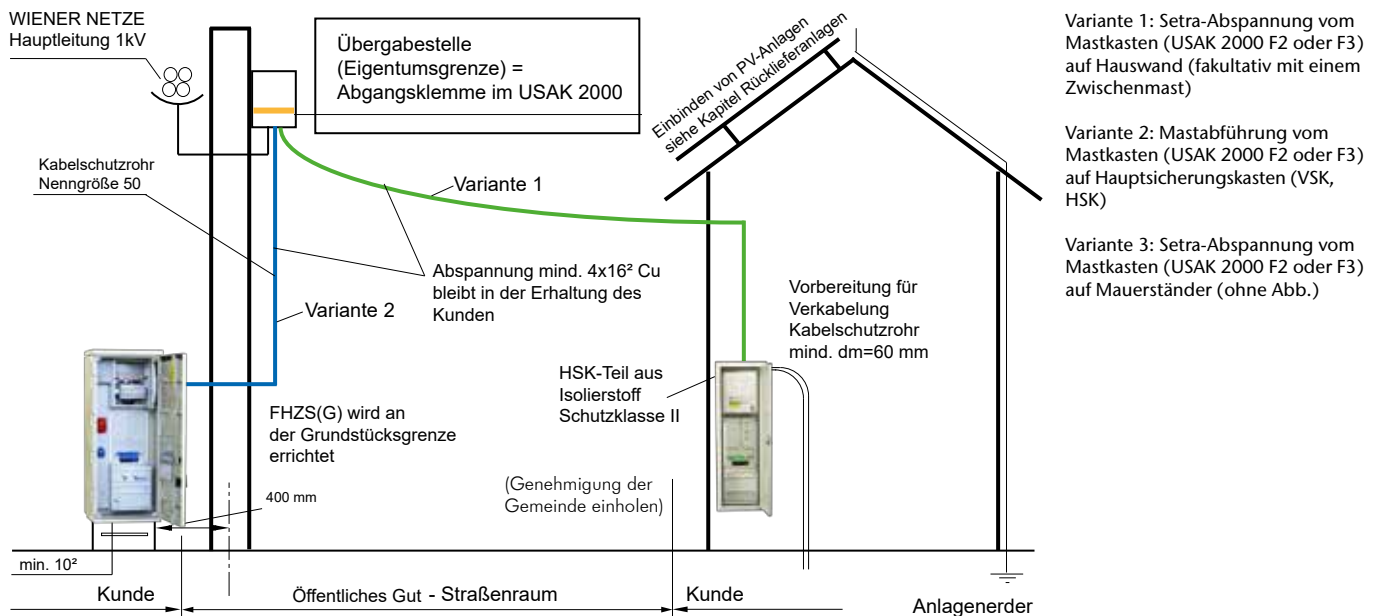 WIENER NETZE
Hauptleitung 1kV
Übergabestelle
(Eigentumsgrenze) =
Abgangsklemme im USAK 2000
Einbinden von PV-Anlagen
siehe Kapitel Rücklieferanlagen
Kabelschutzrohr
Nenngröße 50
Variante 1
Abspannung mind. 4x16² Cu
bleibt in der Erhaltung des
Kunden
Variante 2
Vorbereitung für
Verkabelung
Kabelschutzrohr
mind. dm=60 mm
HSK-Teil aus
Isolierstoff
Schutzklasse II
FHZS(G) wird an
der Grundstücksgrenze
errichtet
400 mm
(Genehmigung der
Gemeinde einholen)
min. 10²
Kunde
Öffentliches Gut - Straßenraum
Kunde
Anlagenerder
Variante 1: Setra-Abspannung vom
Mastkasten (USAK 2000 F2 oder F3)
auf Hauswand (fakultativ mit einem
Zwischenmast)
Variante 2: Mastabführung vom
Mastkasten (USAK 2000 F2 oder F3)
auf Hauptsicherungskasten (VSK,
HSK)
Variante 3: Setra-Abspannung vom
Mastkasten (USAK 2000 F2 oder F3)
auf Mauerständer (ohne Abb.)